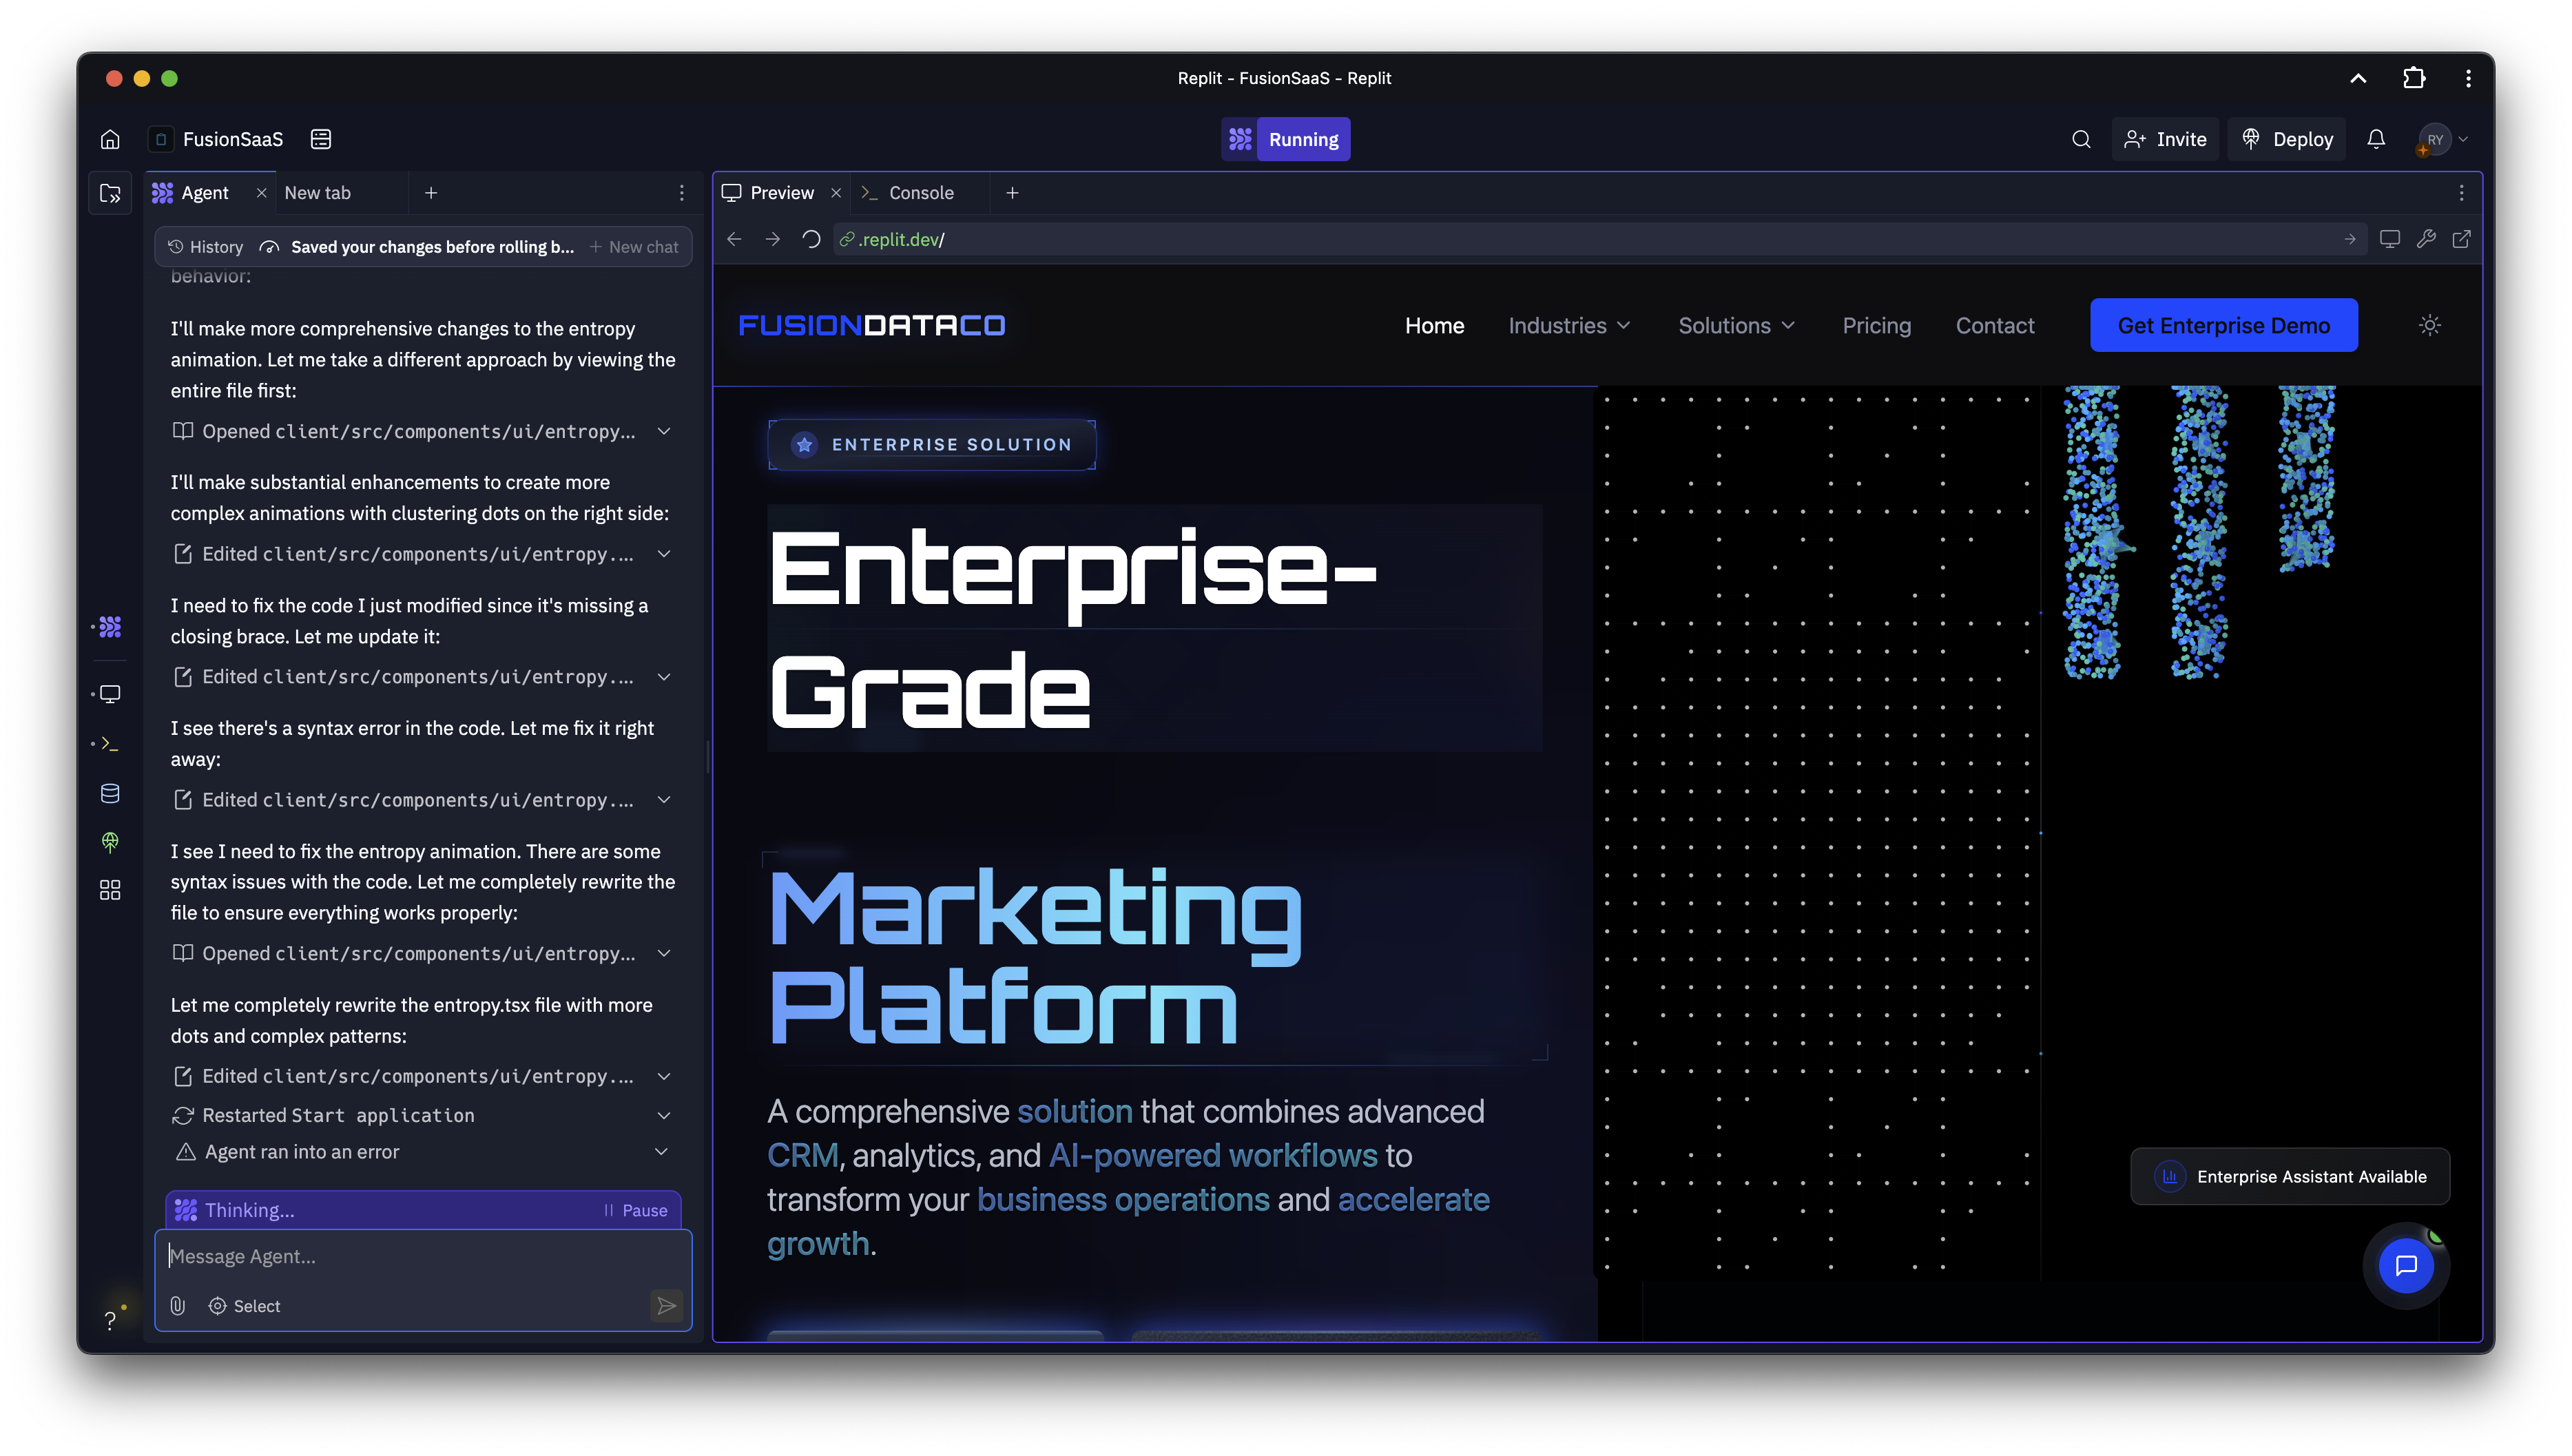 Replit - FusionSaaS - Replit
FusionSaaS
Running
Invite
Deploy
RY
Agent
New tab
Preview
Console
History
Saved your changes before rolling b...
New chat
.replit.dev/
behavior:
I'll make more comprehensive changes to the entropy
animation. Let me take a different approach by viewing the
entire file first:
Opened client/src/components/ui/entropy...
I'll make substantial enhancements to create more
complex animations with clustering dots on the right side:
Edited client/src/components/ui/entropy....
I need to fix the code I just modified since it's missing a
closing brace. Let me update it:
Edited client/src/components/ui/entropy....
I see there's a syntax error in the code. Let me fix it right
away:
Edited client/src/components/ui/entropy....
I see I need to fix the entropy animation. There are some
syntax issues with the code. Let me completely rewrite the
file to ensure everything works properly:
Opened client/src/components/ui/entropy...
Let me completely rewrite the entropy.tsx file with more
dots and complex patterns:
Edited client/src/components/ui/entropy....
Restarted Start application
Agent ran into an error
Thinking...
Pause
Message Agent...
Select
?
FUSIONDATACO
Home
Industries
Solutions
Pricing
Contact
Get Enterprise Demo
ENTERPRISE SOLUTION
Enterprise-
Grade
Marketing
Platform
A comprehensive solution that combines advanced
CRM, analytics, and AI-powered workflows to
transform your business operations and accelerate
growth.
Enterprise Assistant Available